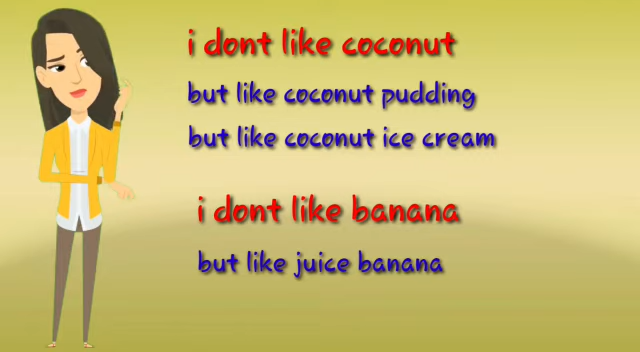 i dont like coconut
but like coconut pudding
but like coconut ice cream
i dont like banana
but like juice banana